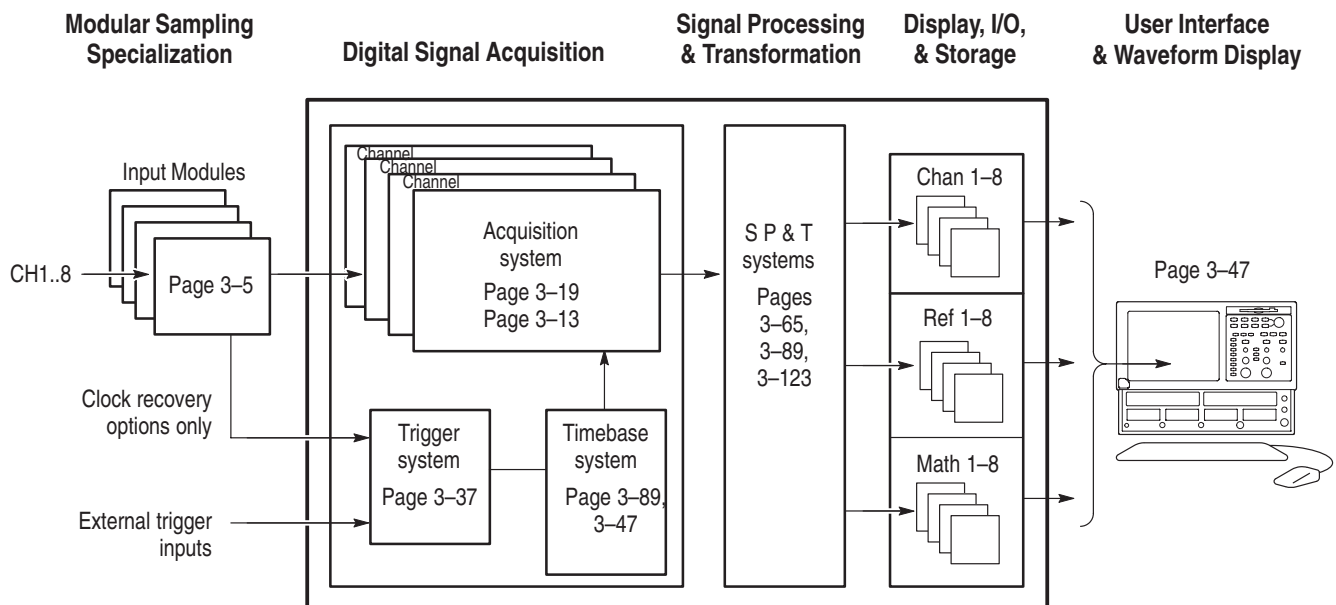 Modular Sampling
Specialization
Digital Signal Acquisition
Signal Processing
& Transformation
Display, I/O,
& Storage
User Interface
& Waveform Display
Input Modules
CH1..8
Page 3–5
Clock recovery
options only
External trigger
inputs
Channel
Channel
Channel
Acquisition
system
Page 3–19
Page 3–13
Trigger
system
Page 3–37
Timebase
system
Page 3–89,
3–47
S P & T
systems
Pages
3–65,
3–89,
3–123
Chan 1–8
Ref 1–8
Math 1–8
Page 3–47